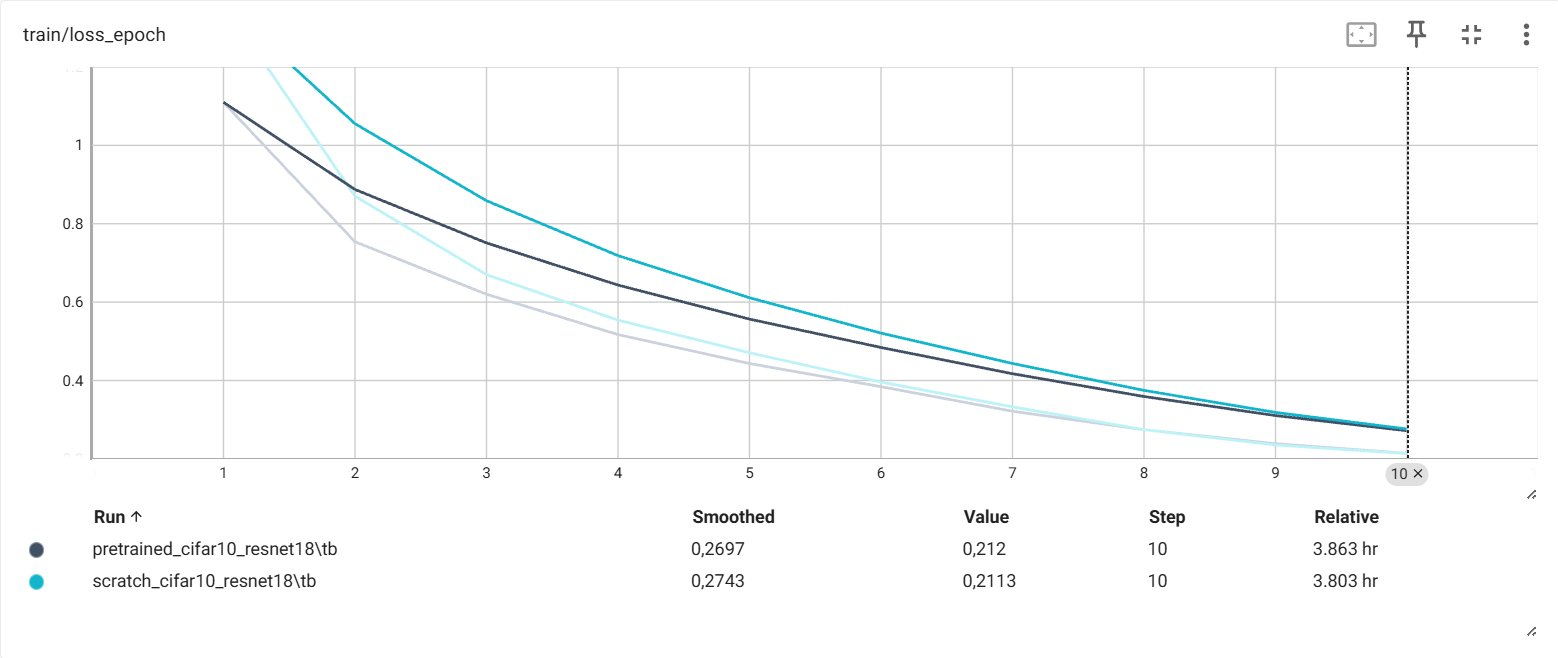 train/loss_epoch
1
0.8
0.6
0.4
1 2 3 4 5 6 7 8 9 10 ×
Run ↑ Smoothed Value Step Relative
pretrained_cifar10_resnet18\tb 0,2697 0,212 10 3.863 hr
scratch_cifar10_resnet18\tb 0,2743 0,2113 10 3.803 hr